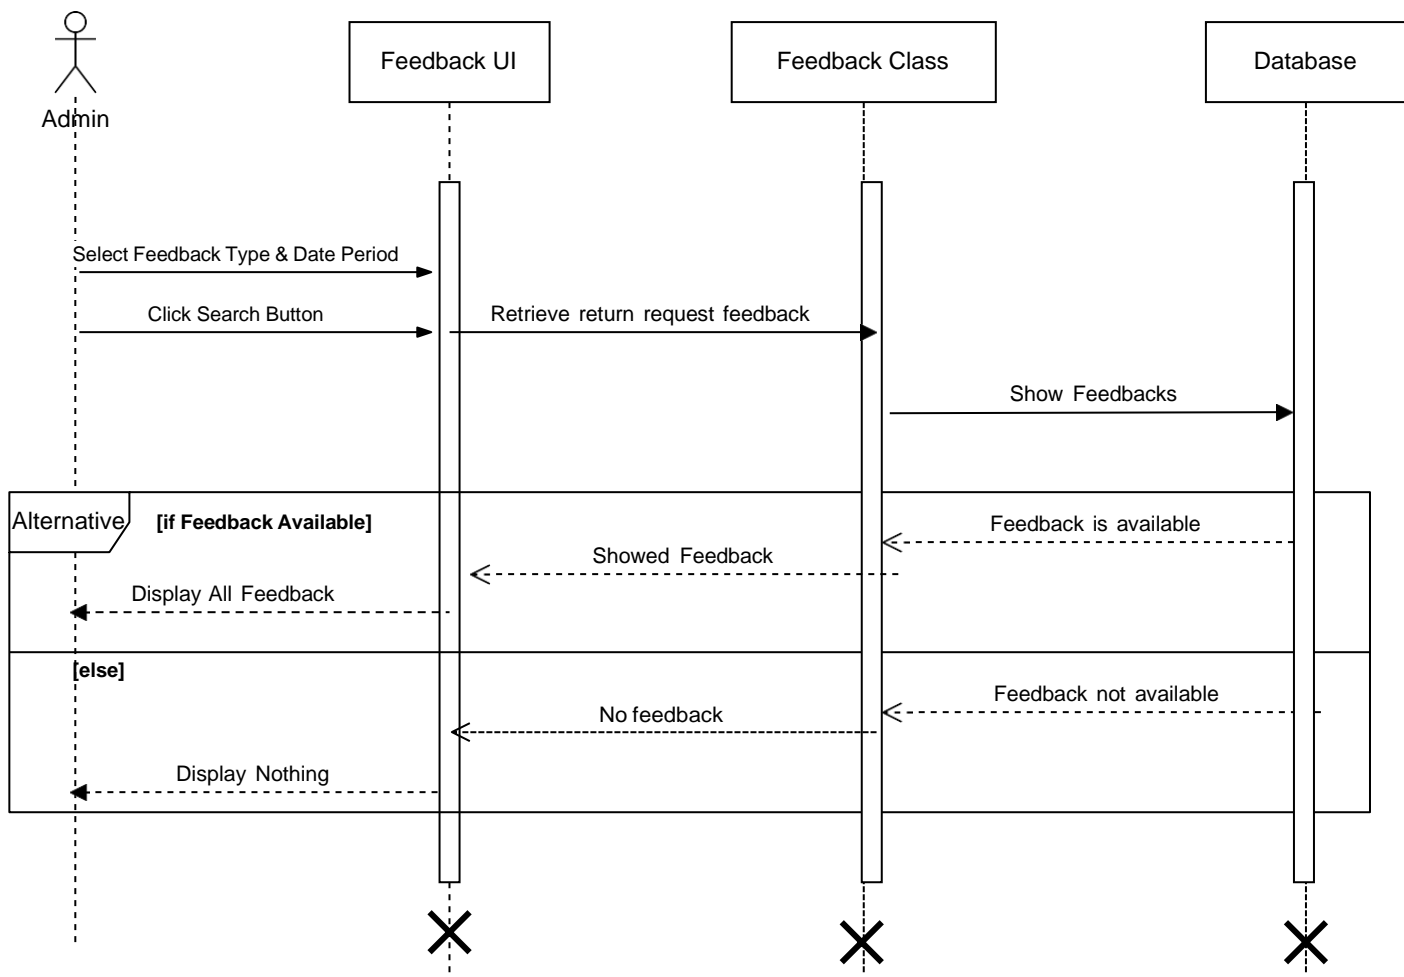 Feedback UI
Feedback Class
Database
Admin
Select Feedback Type & Date Period
Click Search Button
Retrieve return request feedback
Show Feedbacks
Alternative
[if Feedback Available]
Feedback is available
Showed Feedback
Display All Feedback
[else]
Feedback not available
No feedback
Display Nothing